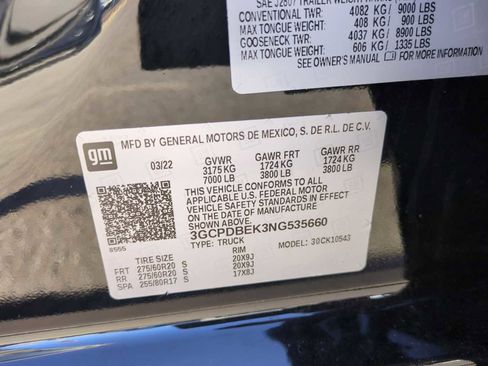 SAE J2807 TRAILER WEIGHT
CONVENTIONAL TWR: 4082 KG / 9000 LBS
MAX TONGUE WEIGHT: 408 KG / 900 LBS
GOOSENECK TWR: 4037 KG / 8900 LBS
MAX TONGUE WEIGHT: 606 KG / 1335 LBS
SEE OWNER'S MANUAL FOR MORE INFORMATION
gm
MFD BY GENERAL MOTORS DE MEXICO, S. DE R.L. DE C.V.
03/22 GVWR GAWR FRT GAWR RR
3175 KG 1724 KG 1724 KG
7000 LB 3800 LB 3800 LB
THIS VEHICLE CONFORMS TO ALL
APPLICABLE U.S. FEDERAL MOTOR
VEHICLE SAFETY STANDARDS IN
EFFECT ON THE DATE OF MANUFACTURE
SHOWN ABOVE.
3GCPDBEK3NG535660
TYPE: TRUCK MODEL: 30CK10543
TIRE SIZE RIM
FRT 275/60R20 S 20X9J
RR 275/60R20 S 20X9J
SPA 255/80R17 S 17X8J